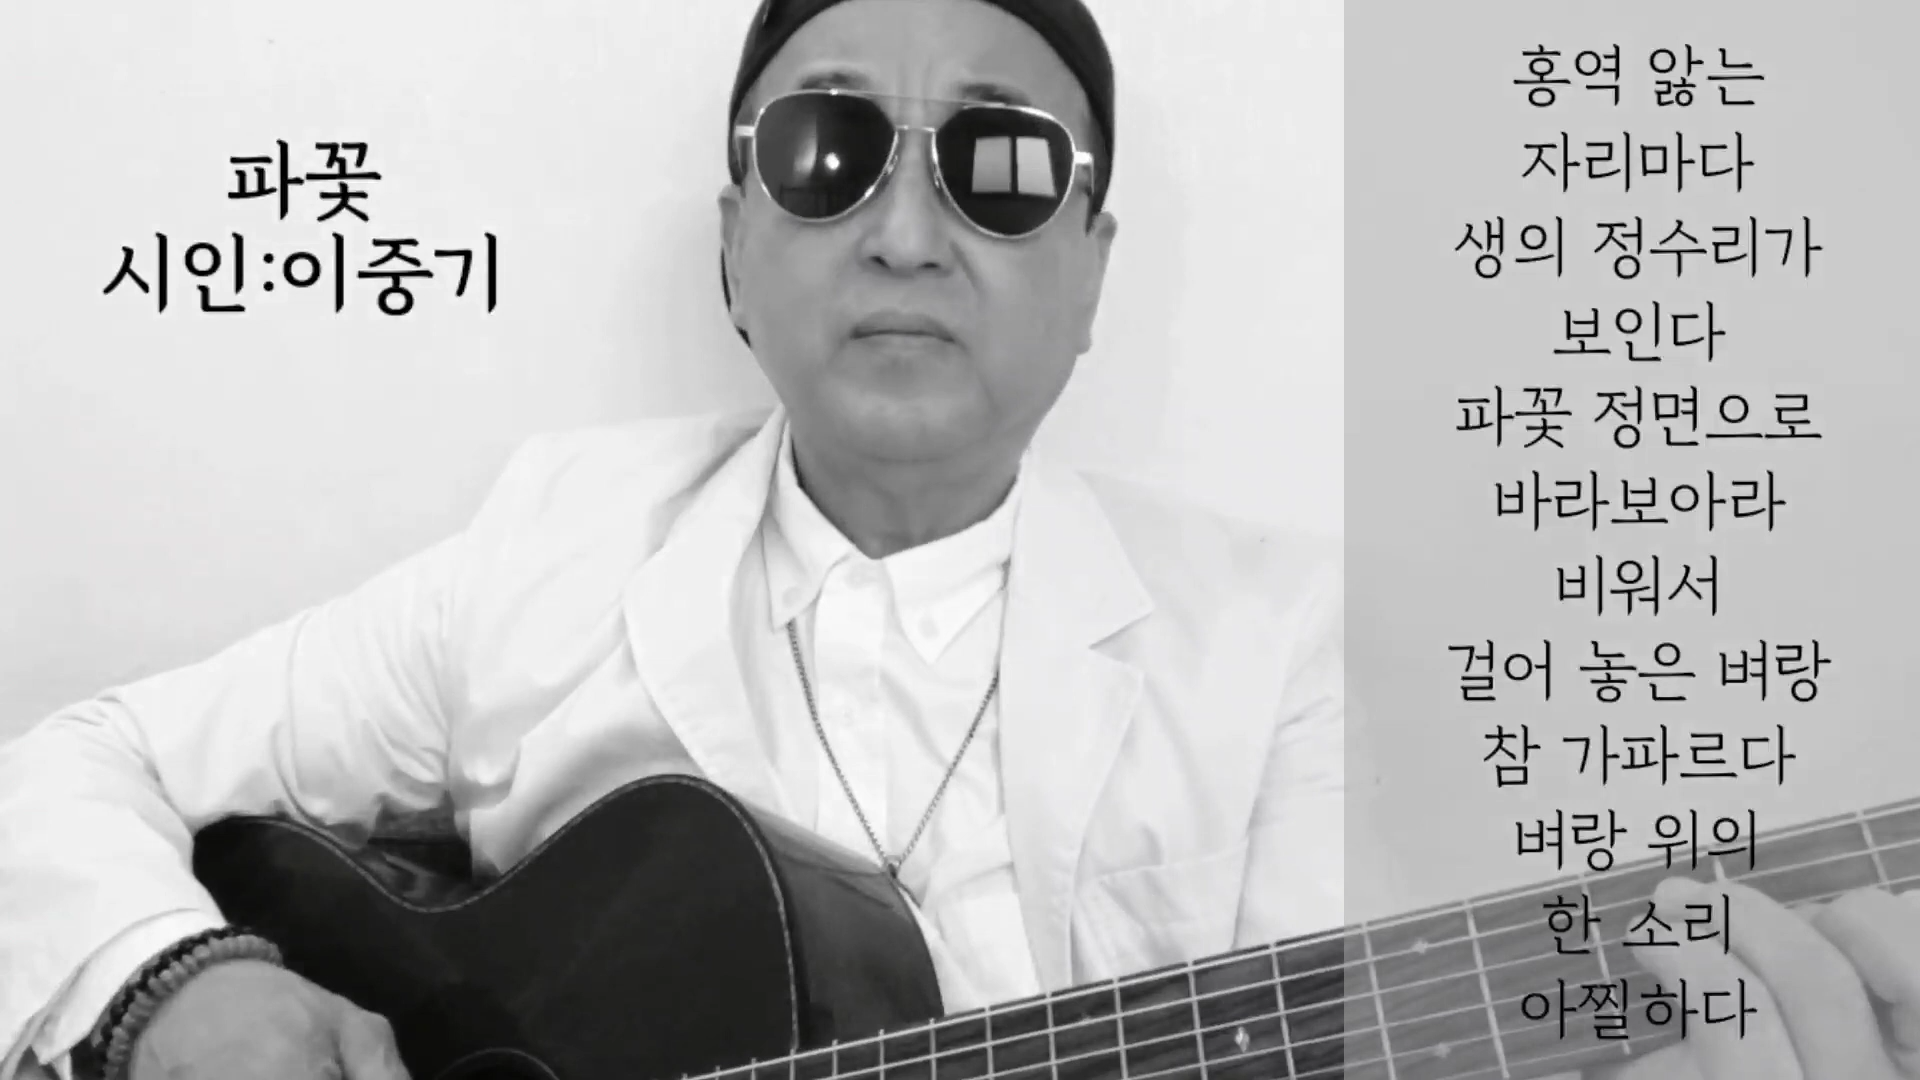 파꽃
시인:이중기
홍역 앓는
자리마다
생의 정수리가
보인다
파꽃 정면으로
바라보아라
비워서
걸어 놓은 벼랑
참 가파르다
벼랑 위의
한 소리
아찔하다